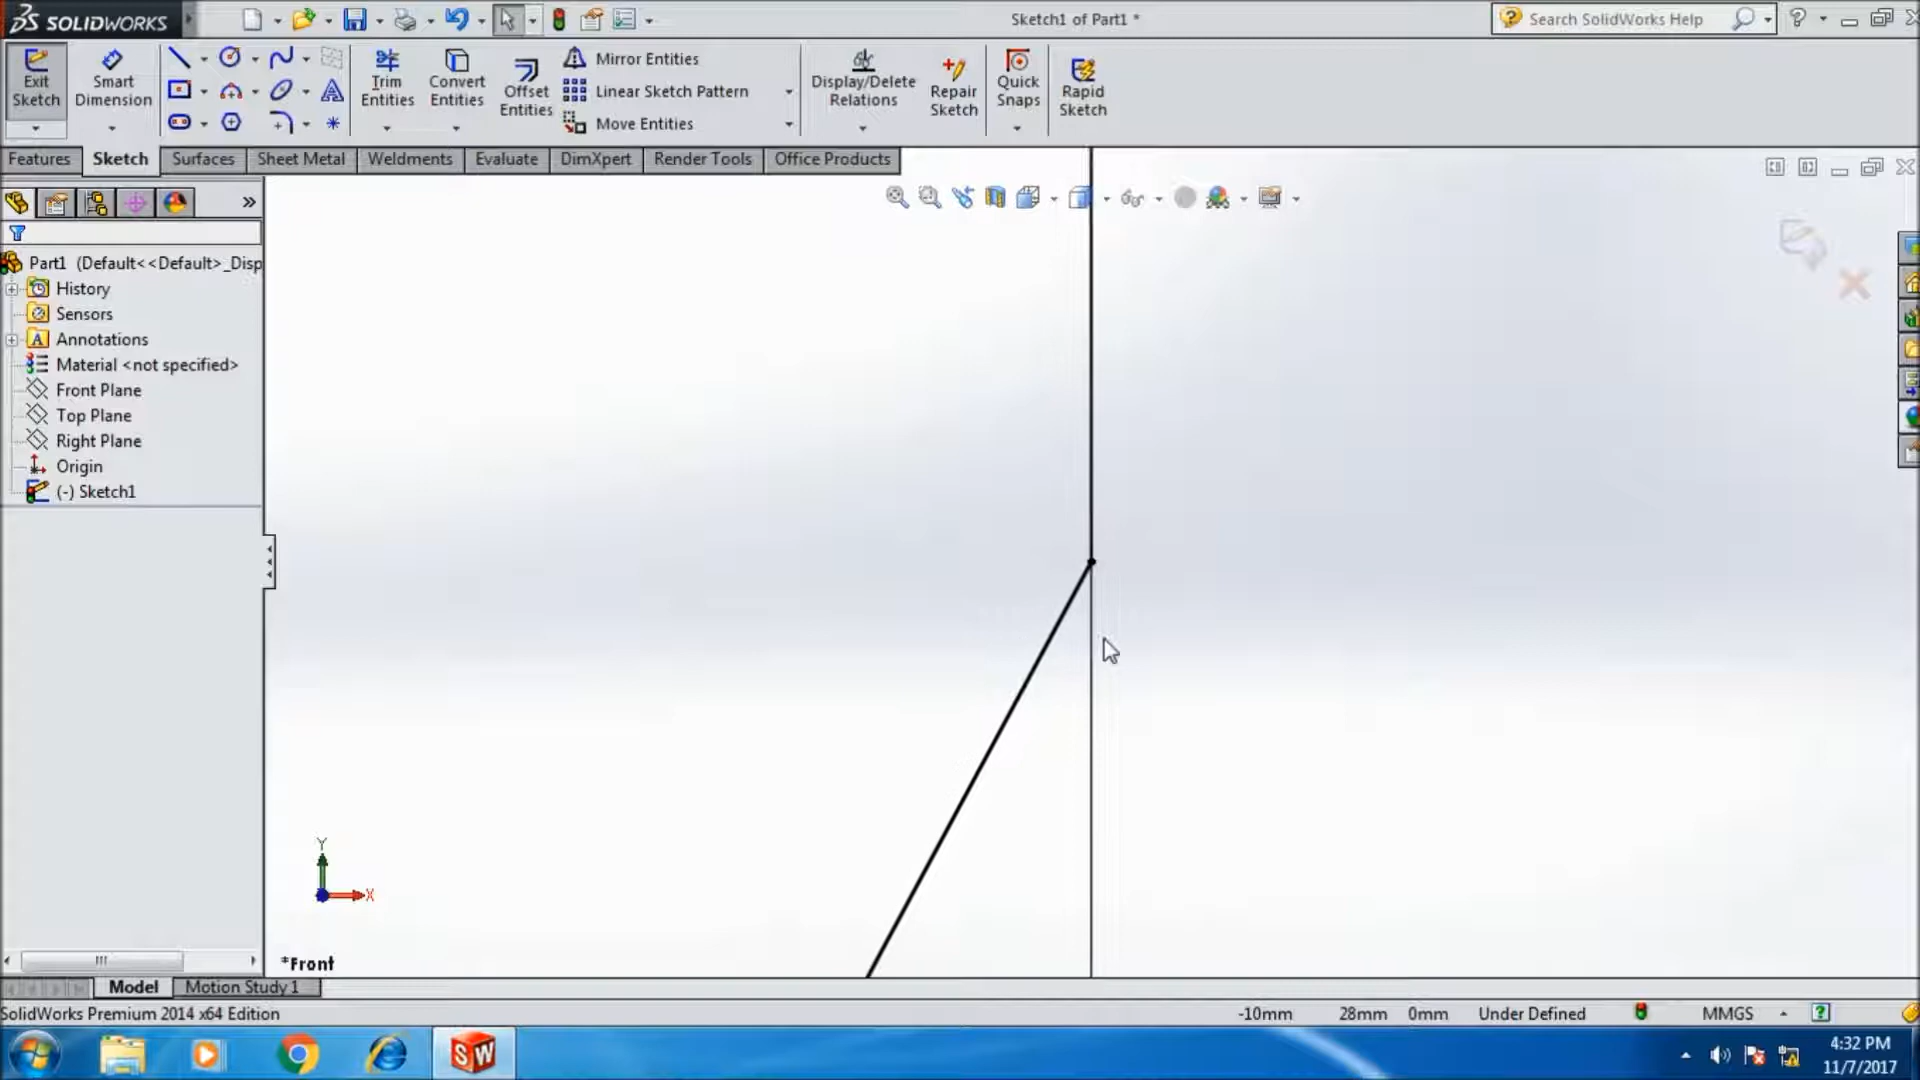 SOLIDWORKS
Sketch1 of Part1 *
Search SolidWorks Help
Exit Sketch
Smart Dimension
Trim Entities
Convert Entities
Offset Entities
Mirror Entities
Linear Sketch Pattern
Move Entities
Display/Delete Relations
Repair Sketch
Quick Snaps
Rapid Sketch
Features
Sketch
Surfaces
Sheet Metal
Weldments
Evaluate
DimXpert
Render Tools
Office Products
Part1 (Default<<Default>_Disp
History
Sensors
Annotations
Material <not specified>
Front Plane
Top Plane
Right Plane
Origin
(-) Sketch1
Y
X
*Front
Model
Motion Study 1
SolidWorks Premium 2014 x64 Edition
-10mm
28mm
0mm
Under Defined
MMGS
SW
4:32 PM
11/7/2017